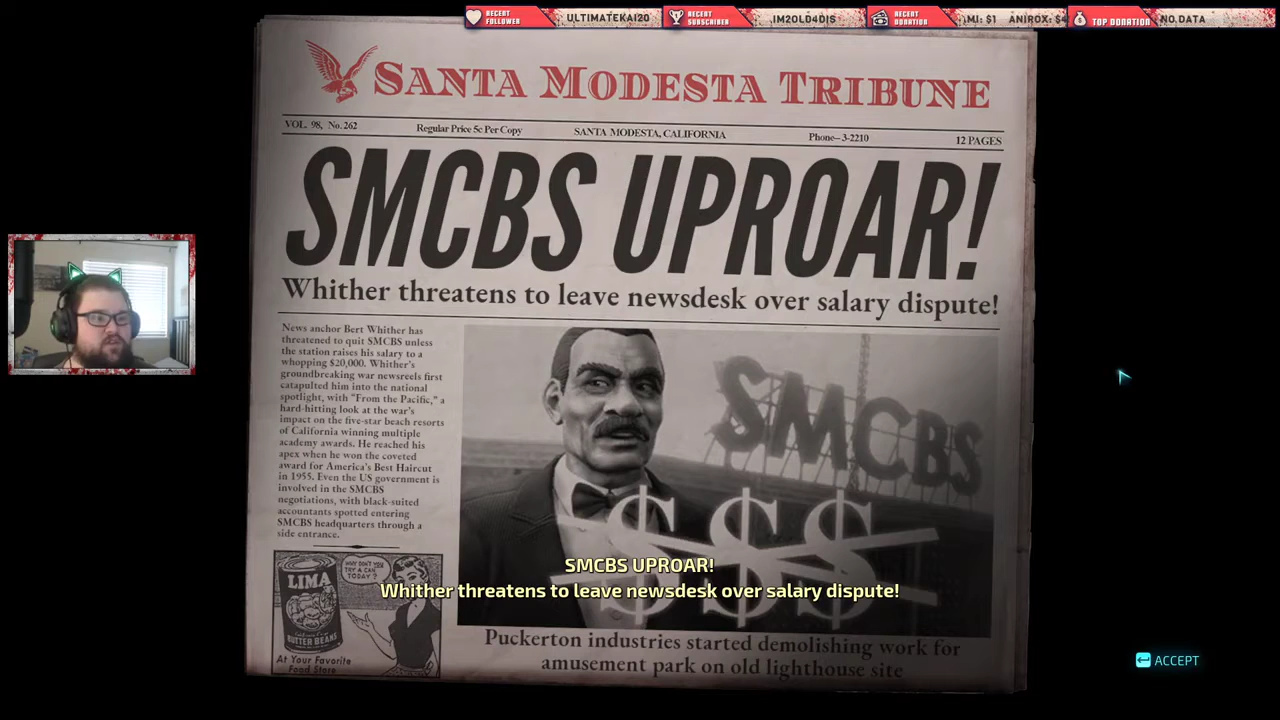 RECENT FOLLOWER
ULTIMATEKAI20
RECENT SUBSCRIBER
IM2OLD4DIS
RECENT DONATION
MI: $1 ANIROX: $4
TOP DONATION
NO DATA
SANTA MODESTA TRIBUNE
VOL. 98, No. 262
Regular Price 5c Per Copy
SANTA MODESTA, CALIFORNIA
Phone–3-2210
12 PAGES
SMCBS UPROAR!
Whither threatens to leave newsdesk over salary dispute!
News anchor Bert Whither has
threatened to quit SMCBS unless
the station raises his salary to a
whopping $20,000. Whither's
groundbreaking war newsreels first
catapulted him into the national
spotlight, with "From the Pacific," a
hard-hitting look at the war's
impact on the five-star beach resorts
of California winning multiple
academy awards. He reached his
apex when he won the coveted
award for America's Best Haircut
in 1955. Even the US government is
involved in the SMCBS
negotiations, with black-suited
accountants spotted entering
SMCBS headquarters through a
side entrance.
SMCBS
$$$
LIMA
BUTTER BEANS
WHY DON'T YOU
TRY A CAN
TODAY?
At Your Favorite
Food Store
SMCBS UPROAR!
Whither threatens to leave newsdesk over salary dispute!
Puckerton industries started demolishing work for
amusement park on old lighthouse site
ACCEPT